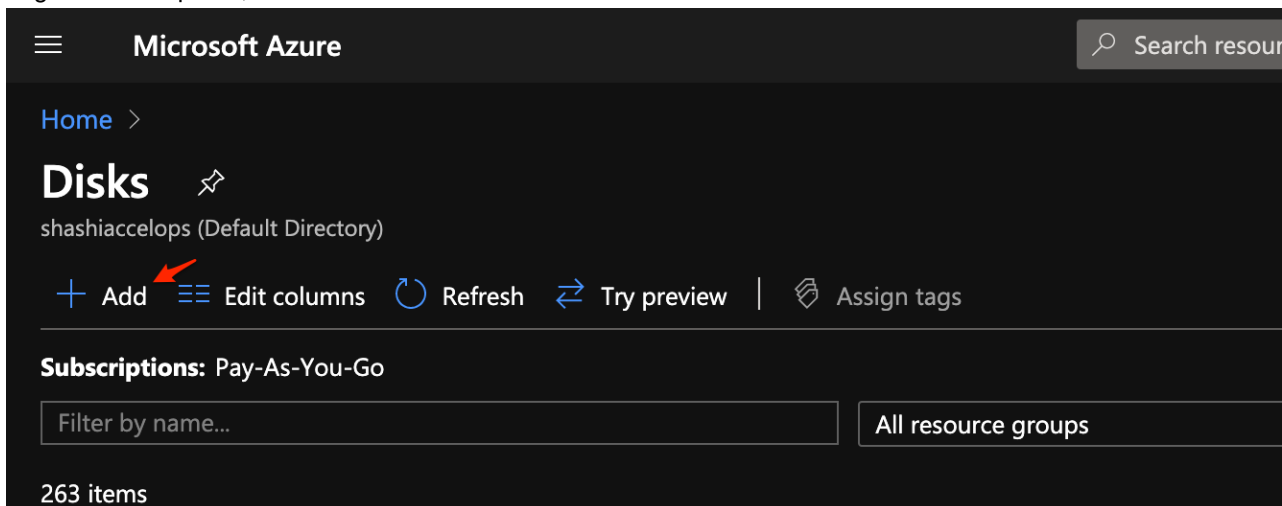 Microsoft Azure
Search resour
Home >
Disks
shashiaccelops (Default Directory)
+ Add Edit columns Refresh Try preview | Assign tags
Subscriptions: Pay-As-You-Go
Filter by name...
All resource groups
263 items